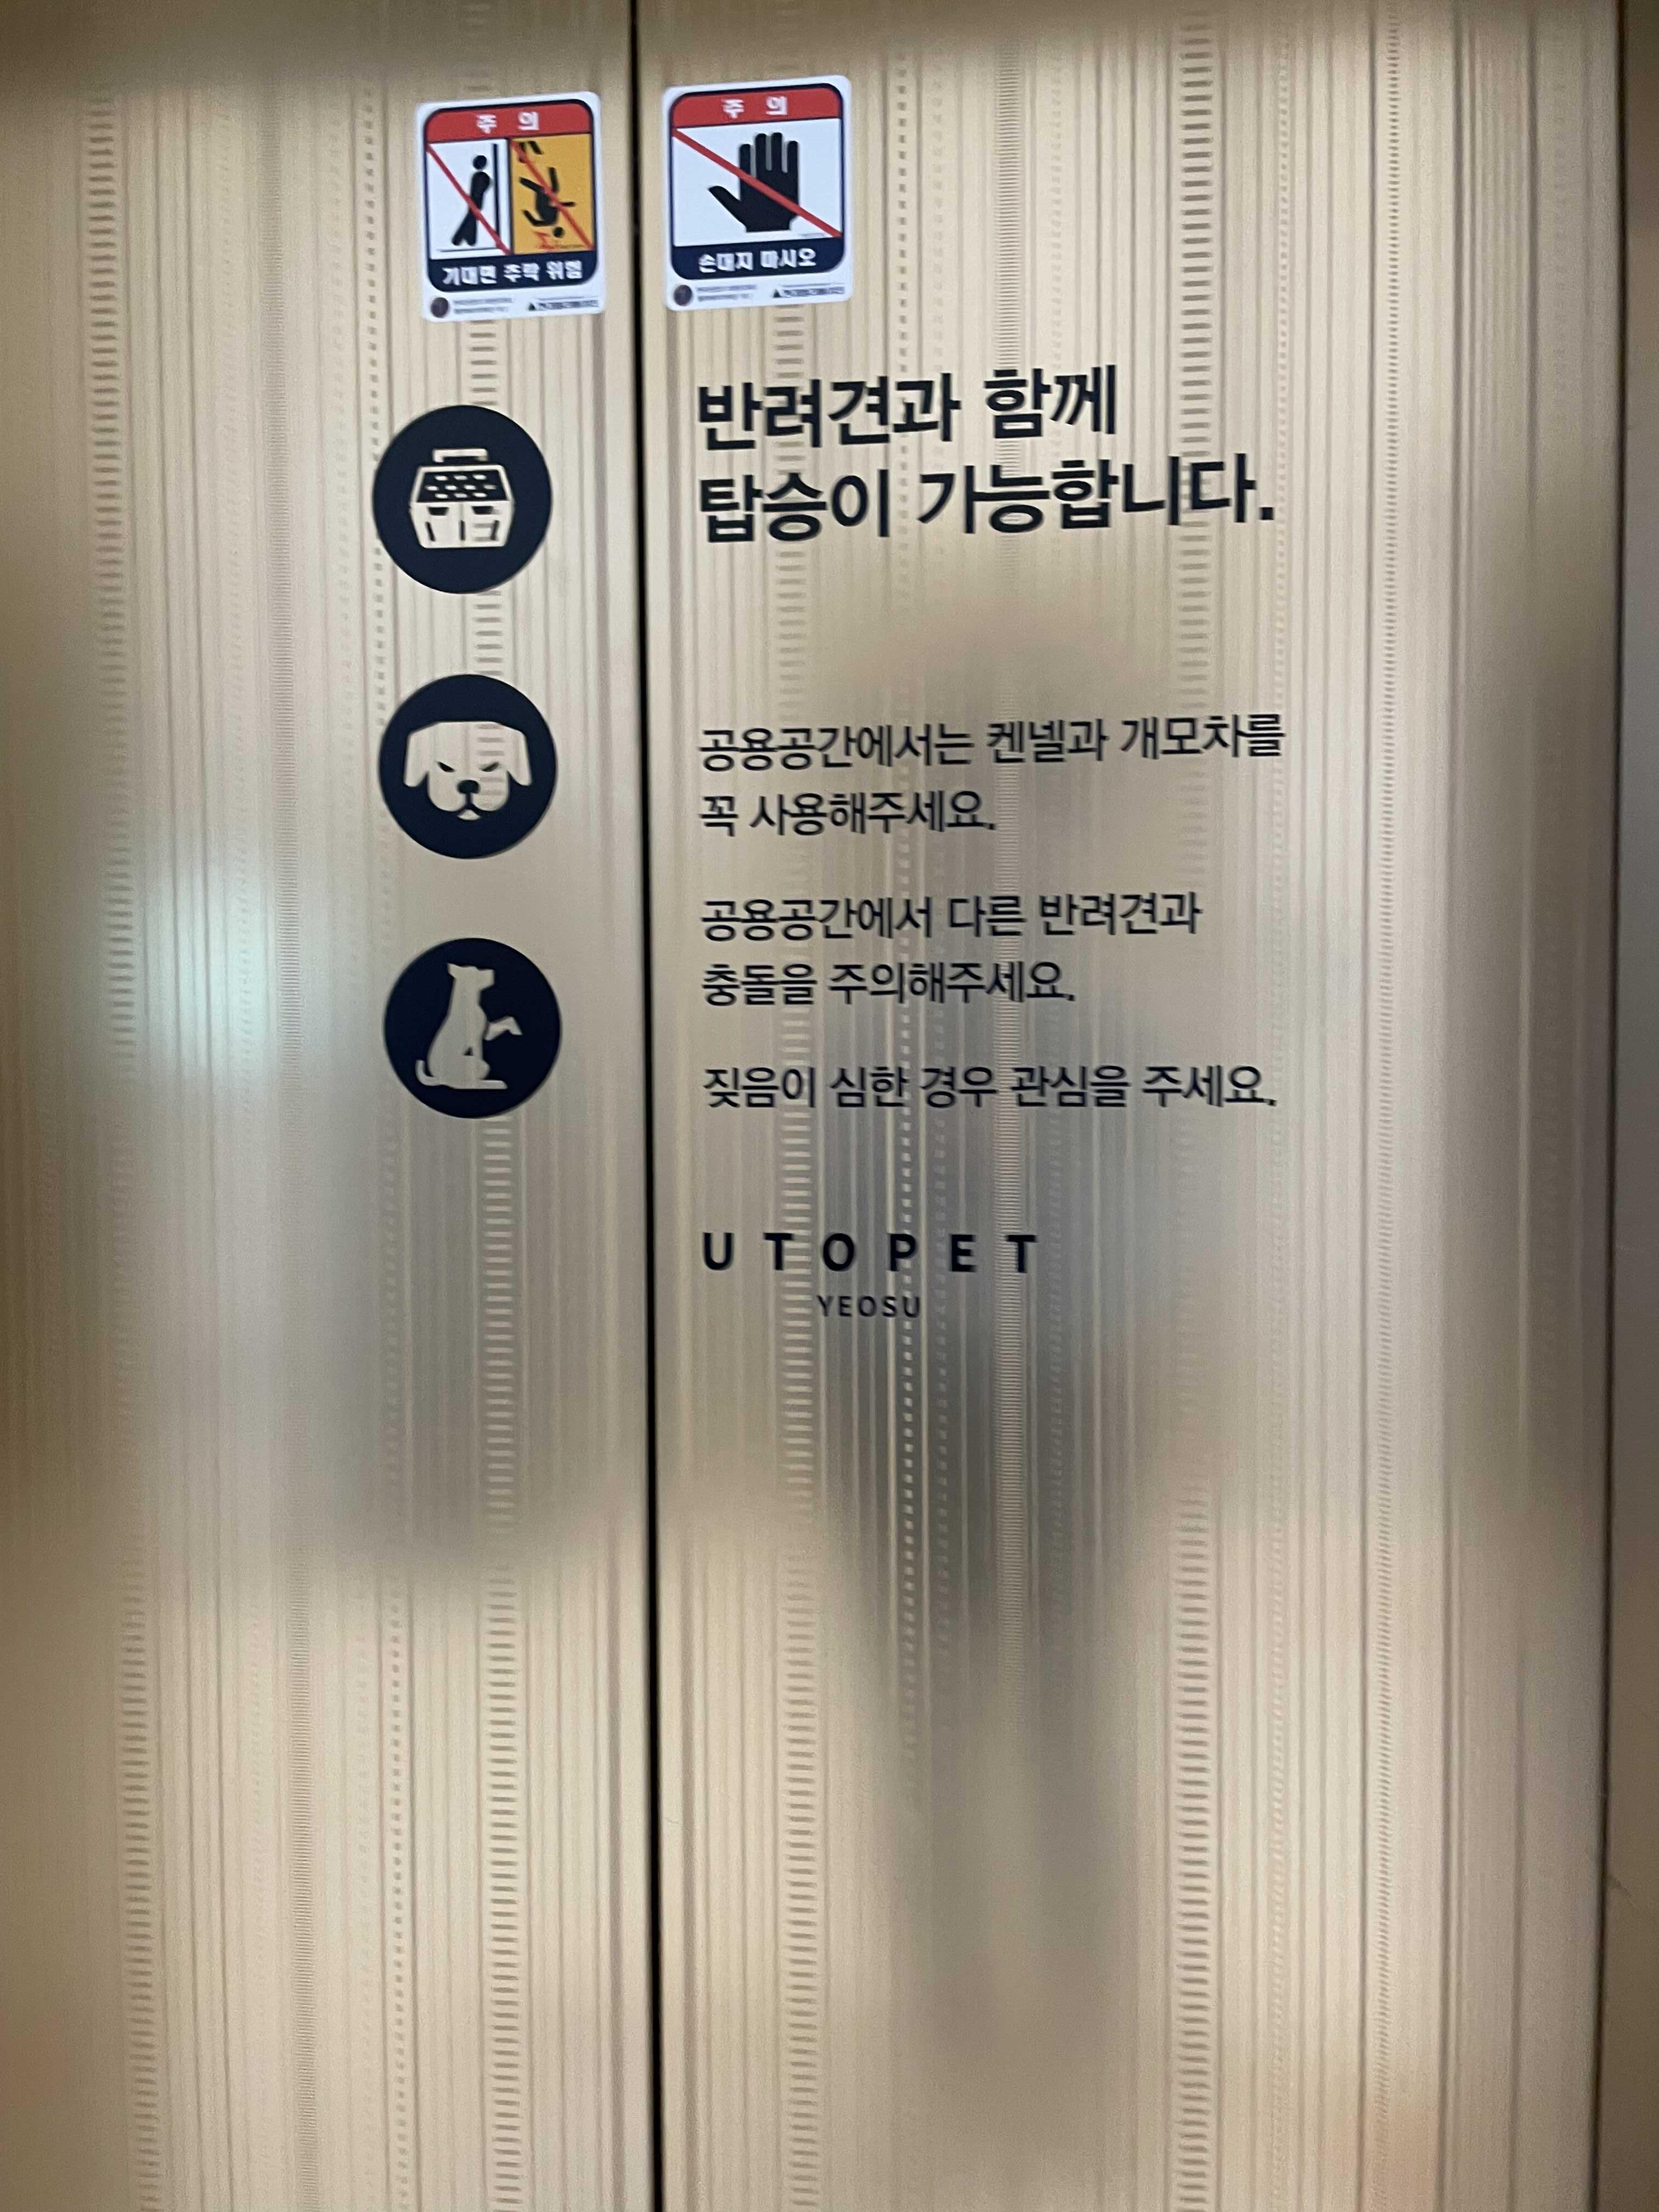 주 의
기대면 추락 위험
주 의
손대지 마시오
반려견과 함께
탑승이 가능합니다.
공용공간에서는 켄넬과 개모차를
꼭 사용해주세요.
공용공간에서 다른 반려견과
충돌을 주의해주세요.
짖음이 심한 경우 관심을 주세요.
U T O P E T
YEOSU